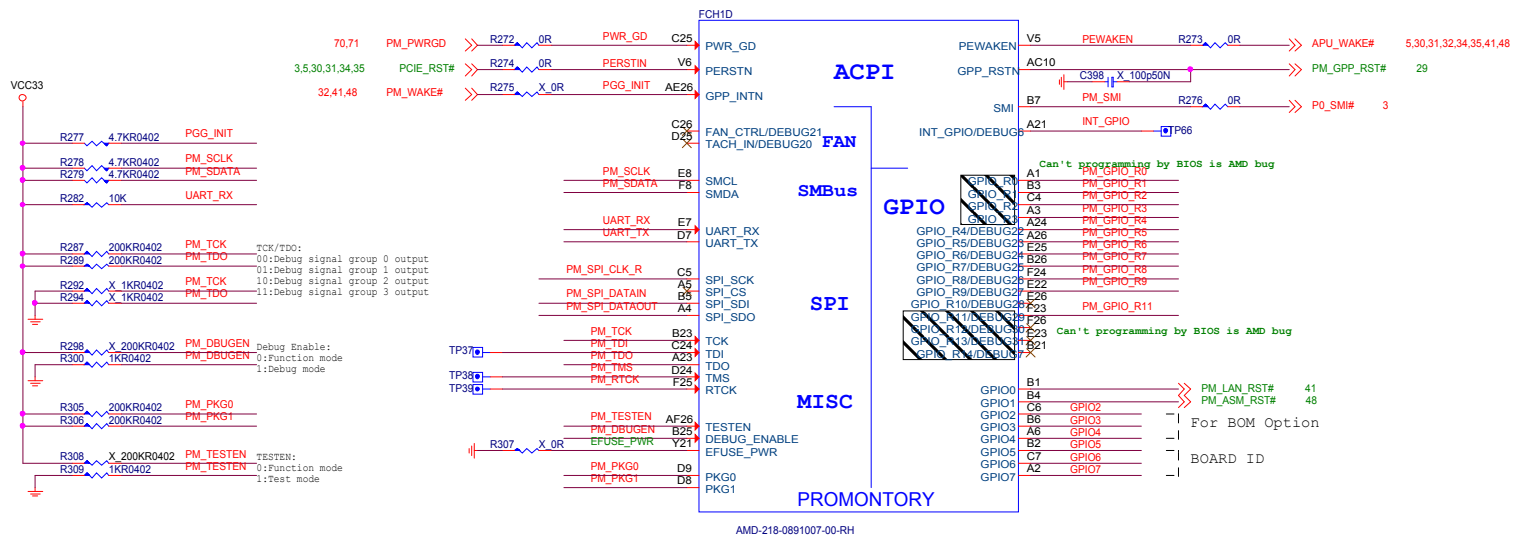 FCH1D
70,71 PM_PWRGD R272 0R PWR_GD C25 PWR_GD
3,5,30,31,34,35 PCIE_RST# R274 0R PERSTIN V6 PERSTN
32,41,48 PM_WAKE# R275 X_0R PGG_INIT AE26 GPP_INTN
ACPI
PEWAKEN V5 PEWAKEN R273 0R APU_WAKE# 5,30,31,32,34,35,41,48
GPP_RSTN AC10 PM_GPP_RST# 29
C398 X_100p50N
SMI B7 PM_SMI R276 0R P0_SMI# 3
INT_GPIO/DEBUG6 A21 INT_GPIO TP66
C26 FAN_CTRL/DEBUG21
D25 TACH_IN/DEBUG20
FAN
VCC33
R277 4.7KR0402 PGG_INIT
R278 4.7KR0402 PM_SCLK
R279 4.7KR0402 PM_SDATA
R282 10K UART_RX
PM_SCLK E8 SMCL
PM_SDATA F8 SMDA
SMBus
UART_RX E7 UART_RX
UART_TX D7 UART_TX
GPIO
Can't programming by BIOS is AMD bug
GPIO_R0 A1 PM_GPIO_R0
GPIO_R1 B3 PM_GPIO_R1
GPIO_R2 C4 PM_GPIO_R2
GPIO_R3 A3 PM_GPIO_R3
GPIO_R4/DEBUG22 A24 PM_GPIO_R4
GPIO_R5/DEBUG23 A26 PM_GPIO_R5
GPIO_R6/DEBUG24 E25 PM_GPIO_R6
GPIO_R7/DEBUG25 B26 PM_GPIO_R7
GPIO_R8/DEBUG26 F24 PM_GPIO_R8
GPIO_R9/DEBUG27 E22 PM_GPIO_R9
GPIO_R10/DEBUG28 E26
GPIO_R11/DEBUG29 F23 PM_GPIO_R11
GPIO_R12/DEBUG30 F26
GPIO_R13/DEBUG31 E23
GPIO_R14/DEBUG7 B21
Can't programming by BIOS is AMD bug
R287 200KR0402 PM_TCK
R289 200KR0402 PM_TDO
R292 X_1KR0402 PM_TCK
R294 X_1KR0402 PM_TDO
TCK/TDO:
00:Debug signal group 0 output
01:Debug signal group 1 output
10:Debug signal group 2 output
11:Debug signal group 3 output
PM_SPI_CLK_R C5 SPI_SCK
A5 SPI_CS
PM_SPI_DATAIN B5 SPI_SDI
PM_SPI_DATAOUT A4 SPI_SDO
SPI
R298 X_200KR0402 PM_DBUGEN
R300 1KR0402 PM_DBUGEN
Debug Enable:
0:Function mode
1:Debug mode
PM_TCK B23 TCK
TP37 PM_TDI C24 TDI
PM_TDO A23 TDO
TP38 PM_TMS D24 TMS
TP39 PM_RTCK F25 RTCK
MISC
GPIO0 B1 PM_LAN_RST# 41
GPIO1 B4 PM_ASM_RST# 48
GPIO2 C6 GPIO2
GPIO3 B6 GPIO3
GPIO4 A6 GPIO4
GPIO5 B2 GPIO5
GPIO6 C7 GPIO6
GPIO7 A2 GPIO7
For BOM Option
BOARD ID
R305 200KR0402 PM_PKG0
R306 200KR0402 PM_PKG1
PM_TESTEN AF26 TESTEN
PM_DBUGEN B25 DEBUG_ENABLE
R307 X_0R EFUSE_PWR Y21 EFUSE_PWR
R308 X_200KR0402 PM_TESTEN
R309 1KR0402 PM_TESTEN
TESTEN:
0:Function mode
1:Test mode
PM_PKG0 D9 PKG0
PM_PKG1 D8 PKG1
PROMONTORY
AMD-218-0891007-00-RH